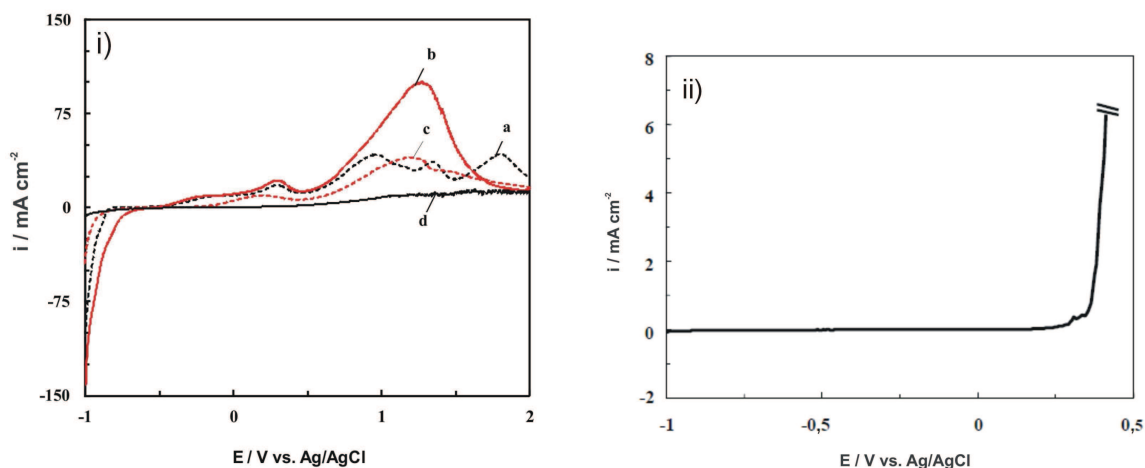 i)
150
75
0
-75
-150
-1
0
1
2
i / mA cm-2
E / V vs. Ag/AgCl
b
a
c
d
ii)
8
6
4
2
0
-2
-1
-0,5
0
0,5
i / mA cm-2
E / V vs. Ag/AgCl